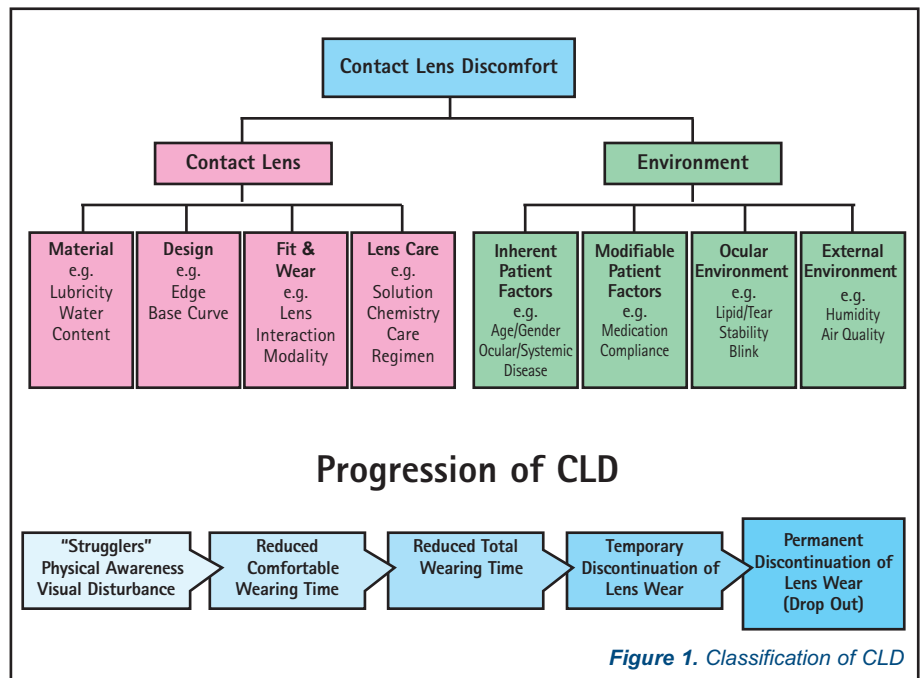 Contact Lens Discomfort
Contact Lens
Environment
Material
e.g.
Lubricity
Water
Content
Design
e.g.
Edge
Base Curve
Fit &
Wear
e.g.
Lens
Interaction
Modality
Lens Care
e.g.
Solution
Chemistry
Care
Regimen
Inherent
Patient
Factors
e.g.
Age/Gender
Ocular/Systemic
Disease
Modifiable
Patient
Factors
e.g.
Medication
Compliance
Ocular
Environment
e.g.
Lipid/Tear
Stability
Blink
External
Environment
e.g.
Humidity
Air Quality
Progression of CLD
"Strugglers"
Physical Awareness
Visual Disturbance
Reduced
Comfortable
Wearing Time
Reduced Total
Wearing Time
Temporary
Discontinuation of
Lens Wear
Permanent
Discontinuation of
Lens Wear
(Drop Out)
Figure 1. Classification of CLD